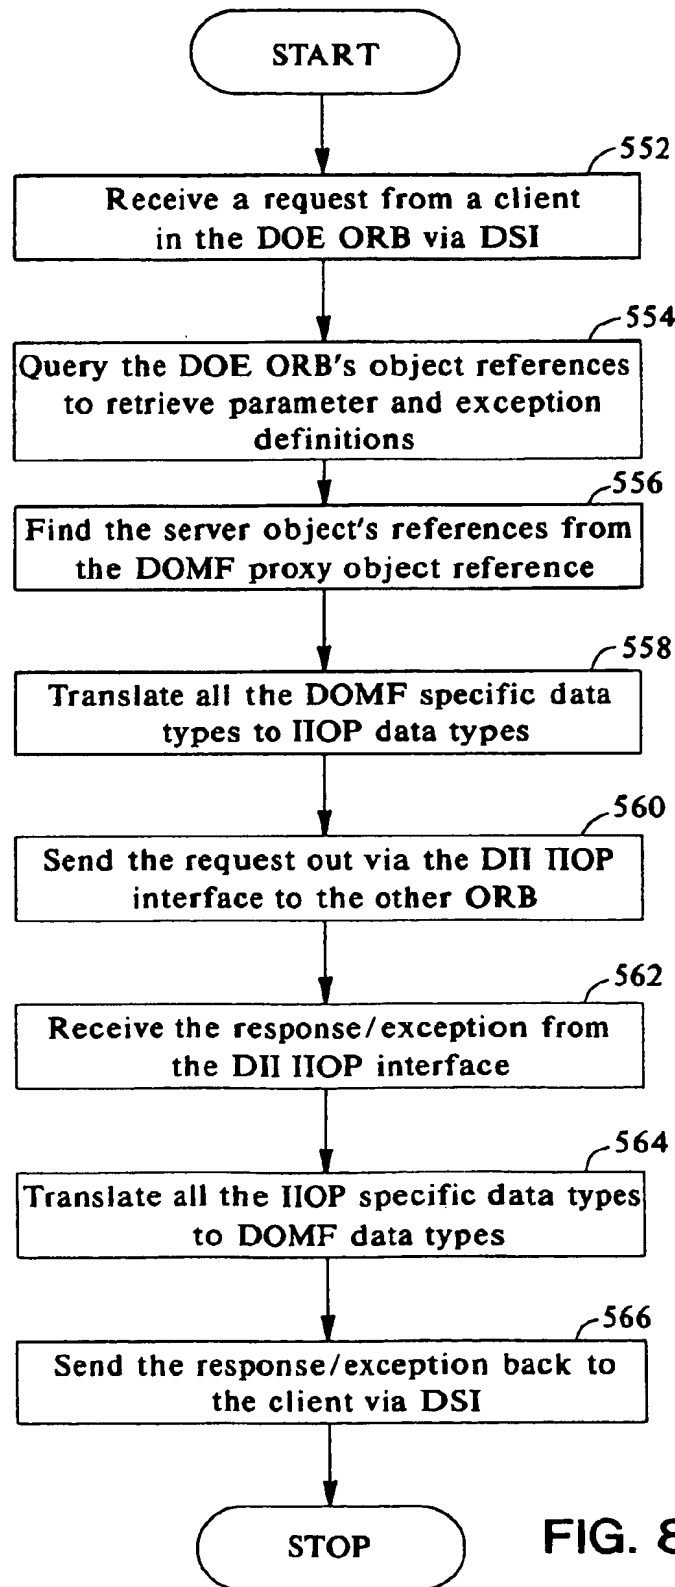 START
552
Receive a request from a client
in the DOE ORB via DSI
554
Query the DOE ORB's object references
to retrieve parameter and exception
definitions
556
Find the server object's references from
the DOMF proxy object reference
558
Translate all the DOMF specific data
types to IIOP data types
560
Send the request out via the DII IIOP
interface to the other ORB
562
Receive the response/exception from
the DII IIOP interface
564
Translate all the IIOP specific data types
to DOMF data types
566
Send the response/exception back to
the client via DSI
STOP
FIG. 8